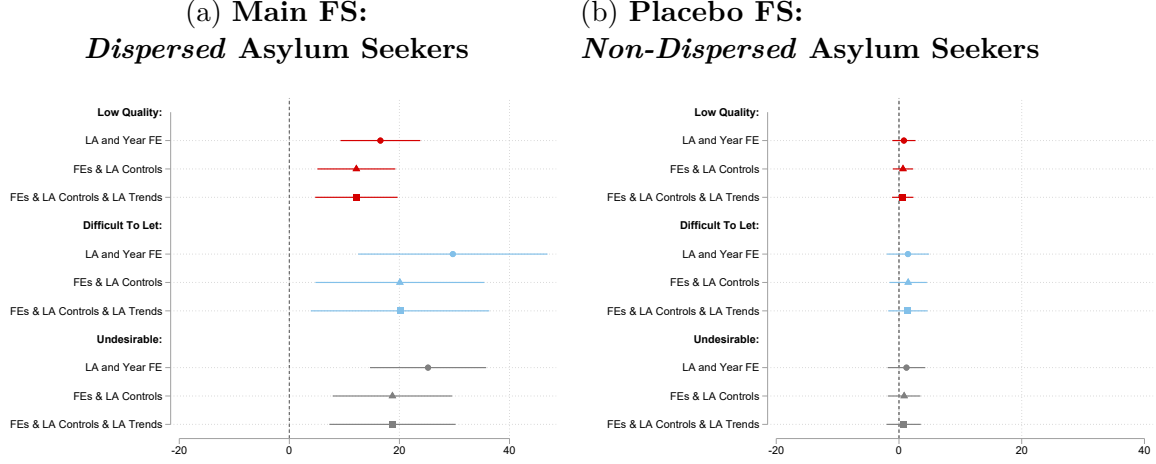 (a) Main FS:
Dispersed Asylum Seekers
Low Quality:
LA and Year FE
FEs & LA Controls
FEs & LA Controls & LA Trends
Difficult To Let:
LA and Year FE
FEs & LA Controls
FEs & LA Controls & LA Trends
Undesirable:
LA and Year FE
FEs & LA Controls
FEs & LA Controls & LA Trends
-20 0 20 40
(b) Placebo FS:
Non-Dispersed Asylum Seekers
Low Quality:
LA and Year FE
FEs & LA Controls
FEs & LA Controls & LA Trends
Difficult To Let:
LA and Year FE
FEs & LA Controls
FEs & LA Controls & LA Trends
Undesirable:
LA and Year FE
FEs & LA Controls
FEs & LA Controls & LA Trends
-20 0 20 40